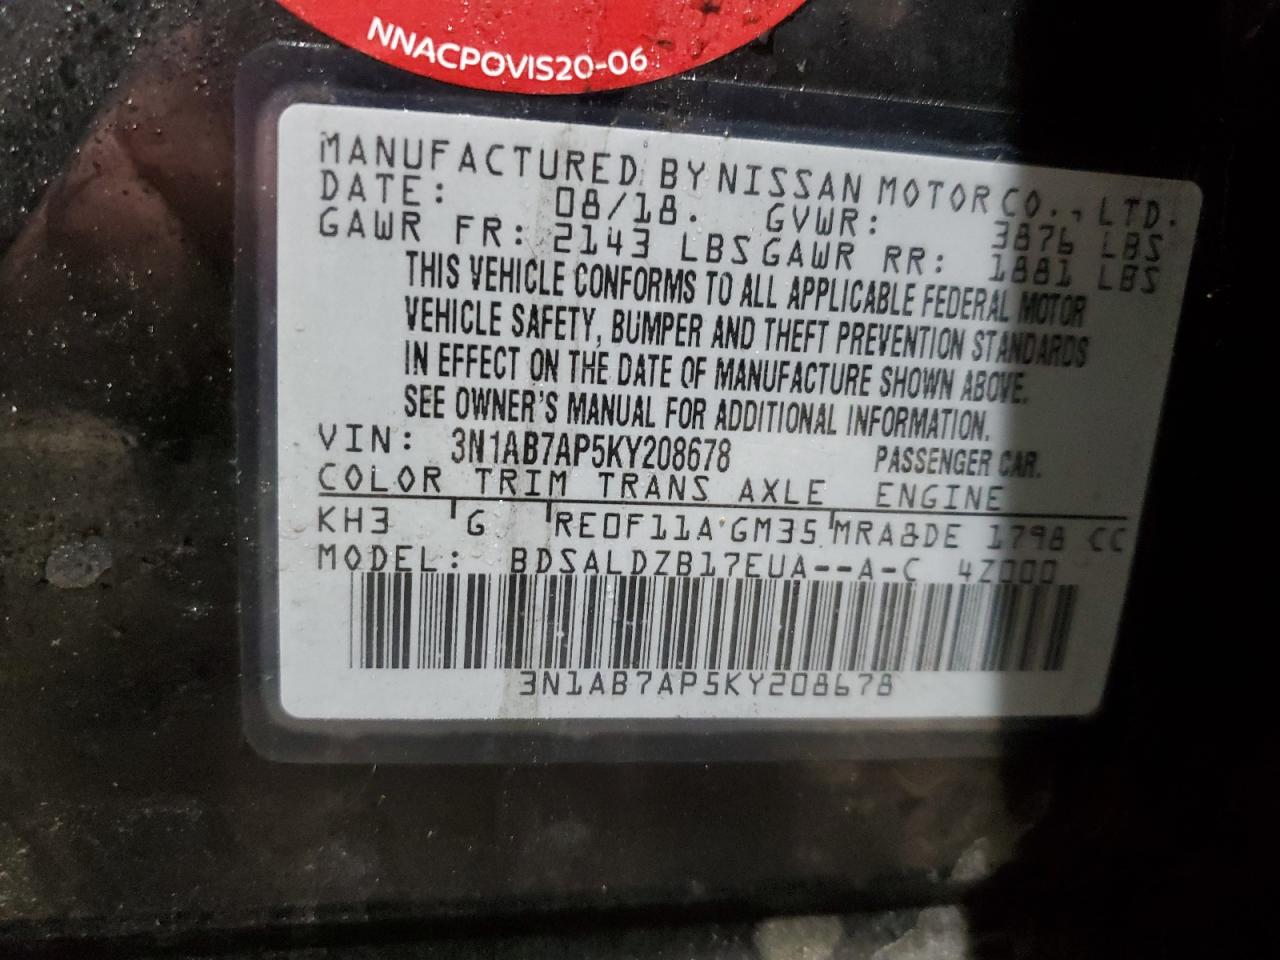 NNACPOVIS20-06
MANUFACTURED BY NISSAN MOTOR CO., LTD.
DATE: 08/18. GVWR: 3876 LBS
GAWR FR: 2143 LBS GAWR RR: 1881 LBS
THIS VEHICLE CONFORMS TO ALL APPLICABLE FEDERAL MOTOR
VEHICLE SAFETY, BUMPER AND THEFT PREVENTION STANDARDS
IN EFFECT ON THE DATE OF MANUFACTURE SHOWN ABOVE.
SEE OWNER'S MANUAL FOR ADDITIONAL INFORMATION.
VIN: 3N1AB7AP5KY208678 PASSENGER CAR.
COLOR TRIM TRANS AXLE ENGINE
KH3 G RE0F11A GM35 MRA8DE 1798 CC
MODEL: BDSALDZB17EUA--A-C 4Z000
3N1AB7AP5KY208678